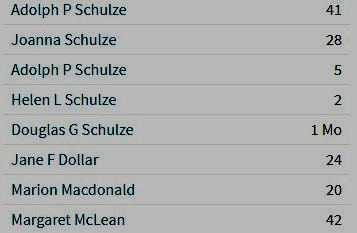 Adolph P Schulze 41
Joanna Schulze 28
Adolph P Schulze 5
Helen L Schulze 2
Douglas G Schulze 1 Mo
Jane F Dollar 24
Marion Macdonald 20
Margaret McLean 42